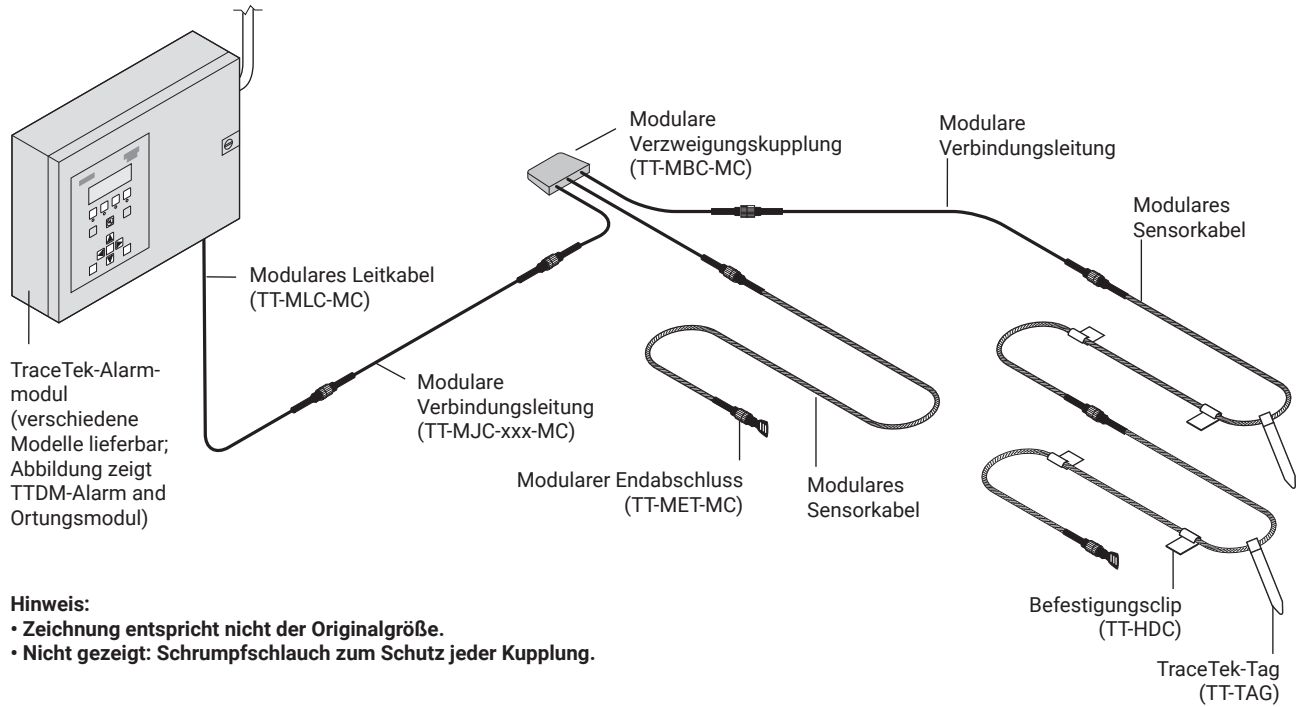 Modulare
Verzweigungskupplung
(TT-MBC-MC)
Modulare
Verbindungsleitung
Modulares
Sensorkabel
Modulares Leitkabel
(TT-MLC-MC)
TraceTek-Alarm-
modul
(verschiedene
Modelle lieferbar;
Abbildung zeigt
TTDM-Alarm and
Ortungsmodul)
Modulare
Verbindungsleitung
(TT-MJC-xxx-MC)
Modularer Endabschluss
(TT-MET-MC)
Modulares
Sensorkabel
Befestigungsclip
(TT-HDC)
TraceTek-Tag
(TT-TAG)
Hinweis:
• Zeichnung entspricht nicht der Originalgröße.
• Nicht gezeigt: Schrumpfschlauch zum Schutz jeder Kupplung.